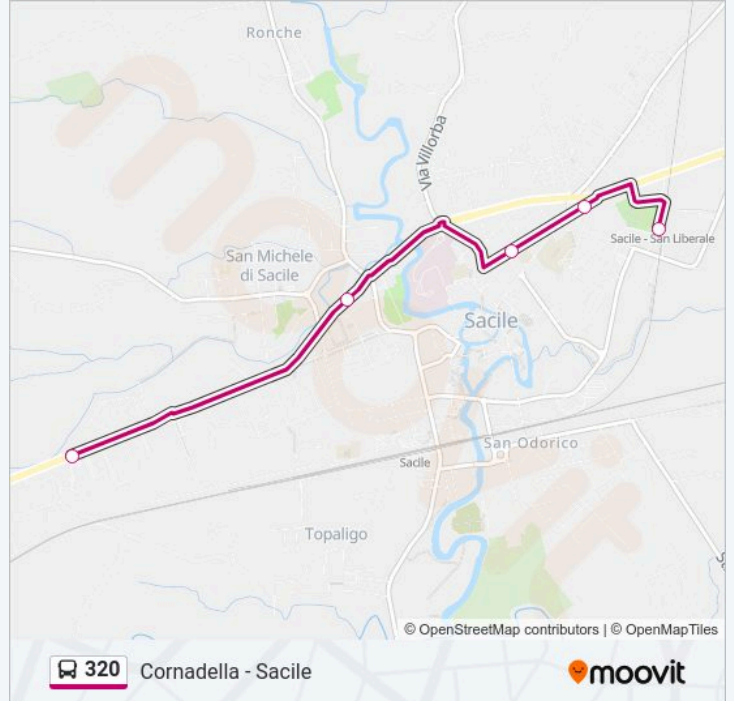 Ronche
Via Villorba
San Michele
di Sacile
Sacile - San Liberale
Sacile
San Odorico
Sacile
Topaligo
© OpenStreetMap contributors | © OpenMapTiles
320 Cornadella - Sacile
moovit